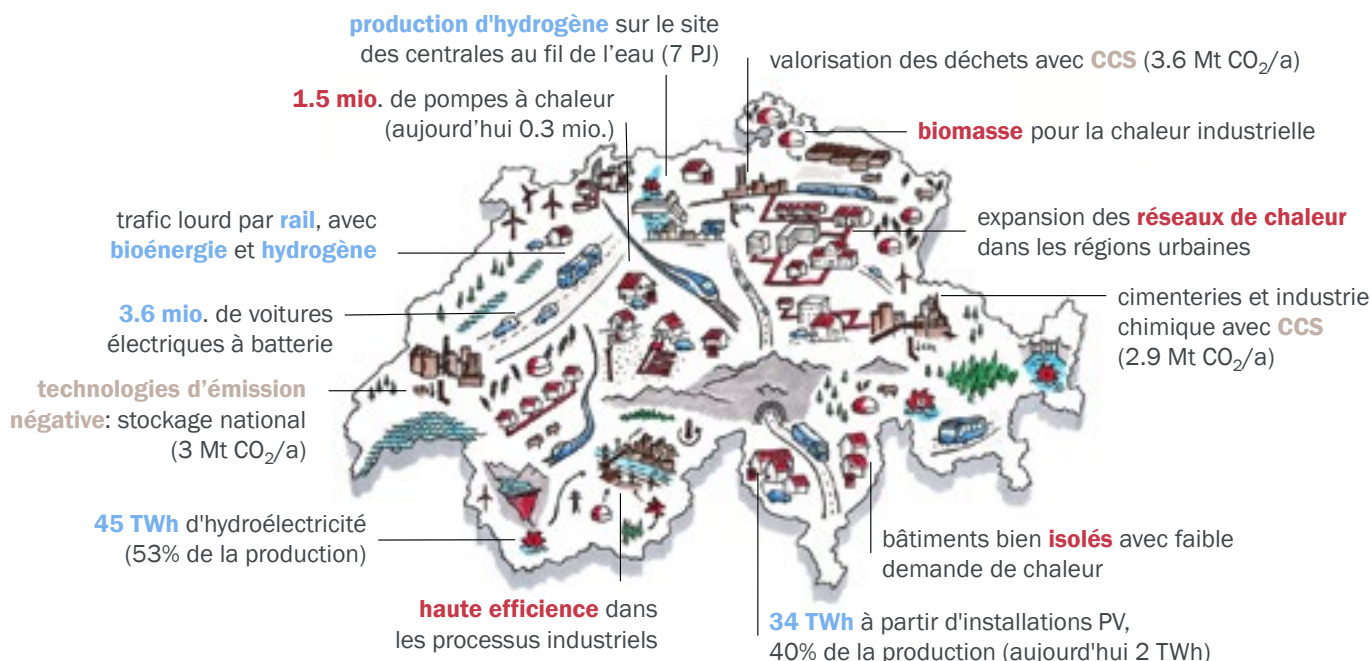 production d'hydrogène sur le site
des centrales au fil de l’eau (7 PJ)
valorisation des déchets avec CCS (3.6 Mt CO₂/a)
1.5 mio. de pompes à chaleur
(aujourd’hui 0.3 mio.)
biomasse pour la chaleur industrielle
trafic lourd par rail, avec
bioénergie et hydrogène
expansion des réseaux de chaleur
dans les régions urbaines
3.6 mio. de voitures
électriques à batterie
cimenteries et industrie
chimique avec CCS
(2.9 Mt CO₂/a)
technologies d’émission
négative: stockage national
(3 Mt CO₂/a)
45 TWh d'hydroélectricité
(53% de la production)
bâtiments bien isolés avec faible
demande de chaleur
haute efficience dans
les processus industriels
34 TWh à partir d'installations PV,
40% de la production (aujourd'hui 2 TWh)